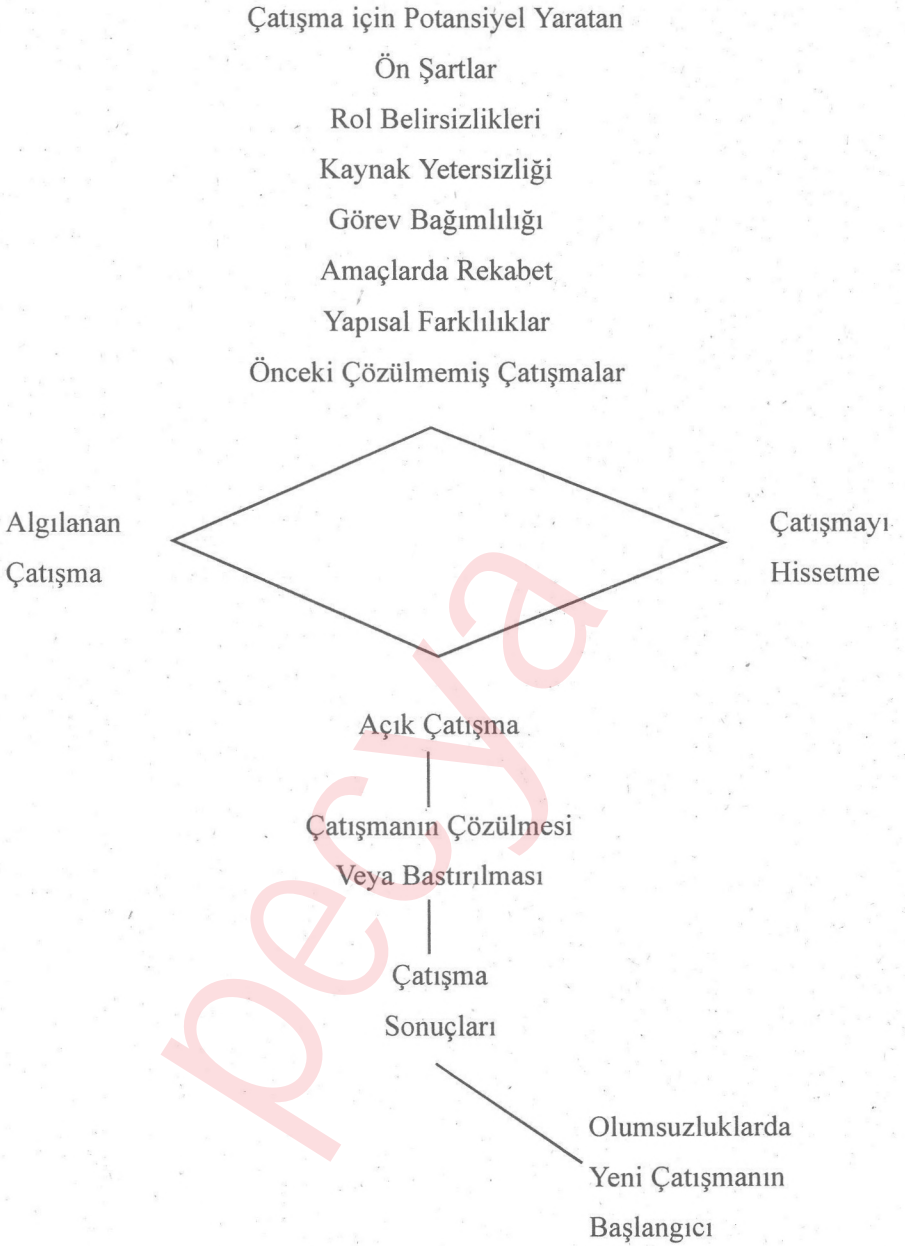 Çatışma için Potansiyel Yaratan
Ön Şartlar
Rol Belirsizlikleri
Kaynak Yetersizliği
Görev Bağımlılığı
Amaçlarda Rekabet
Yapısal Farklılıklar
Önceki Çözülmemiş Çatışmalar
Algılanan
Çatışma
Çatışmayı
Hissetme
Açık Çatışma
Çatışmanın Çözülmesi
Veya Bastırılması
Çatışma
Sonuçları
Olumsuzluklarda
Yeni Çatışmanın
Başlangıcı
pecya